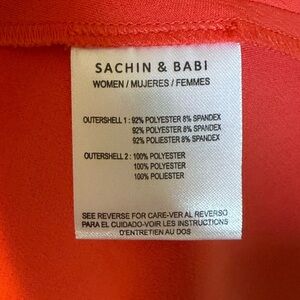 SACHIN & BABI
WOMEN / MUJERES / FEMMES
OUTERSHELL 1 : 92% POLYESTER 8% SPANDEX
92% POLYESTER 8% SPANDEX
92% POLIESTER 8% SPANDEX
OUTERSHELL 2 : 100% POLYESTER
100% POLYESTER
100% POLIESTER
SEE REVERSE FOR CARE-VER AL REVERSO
PARA EL CUIDADO-VOIR LES INSTRUCTIONS
D'ENTRETIEN AU DOS